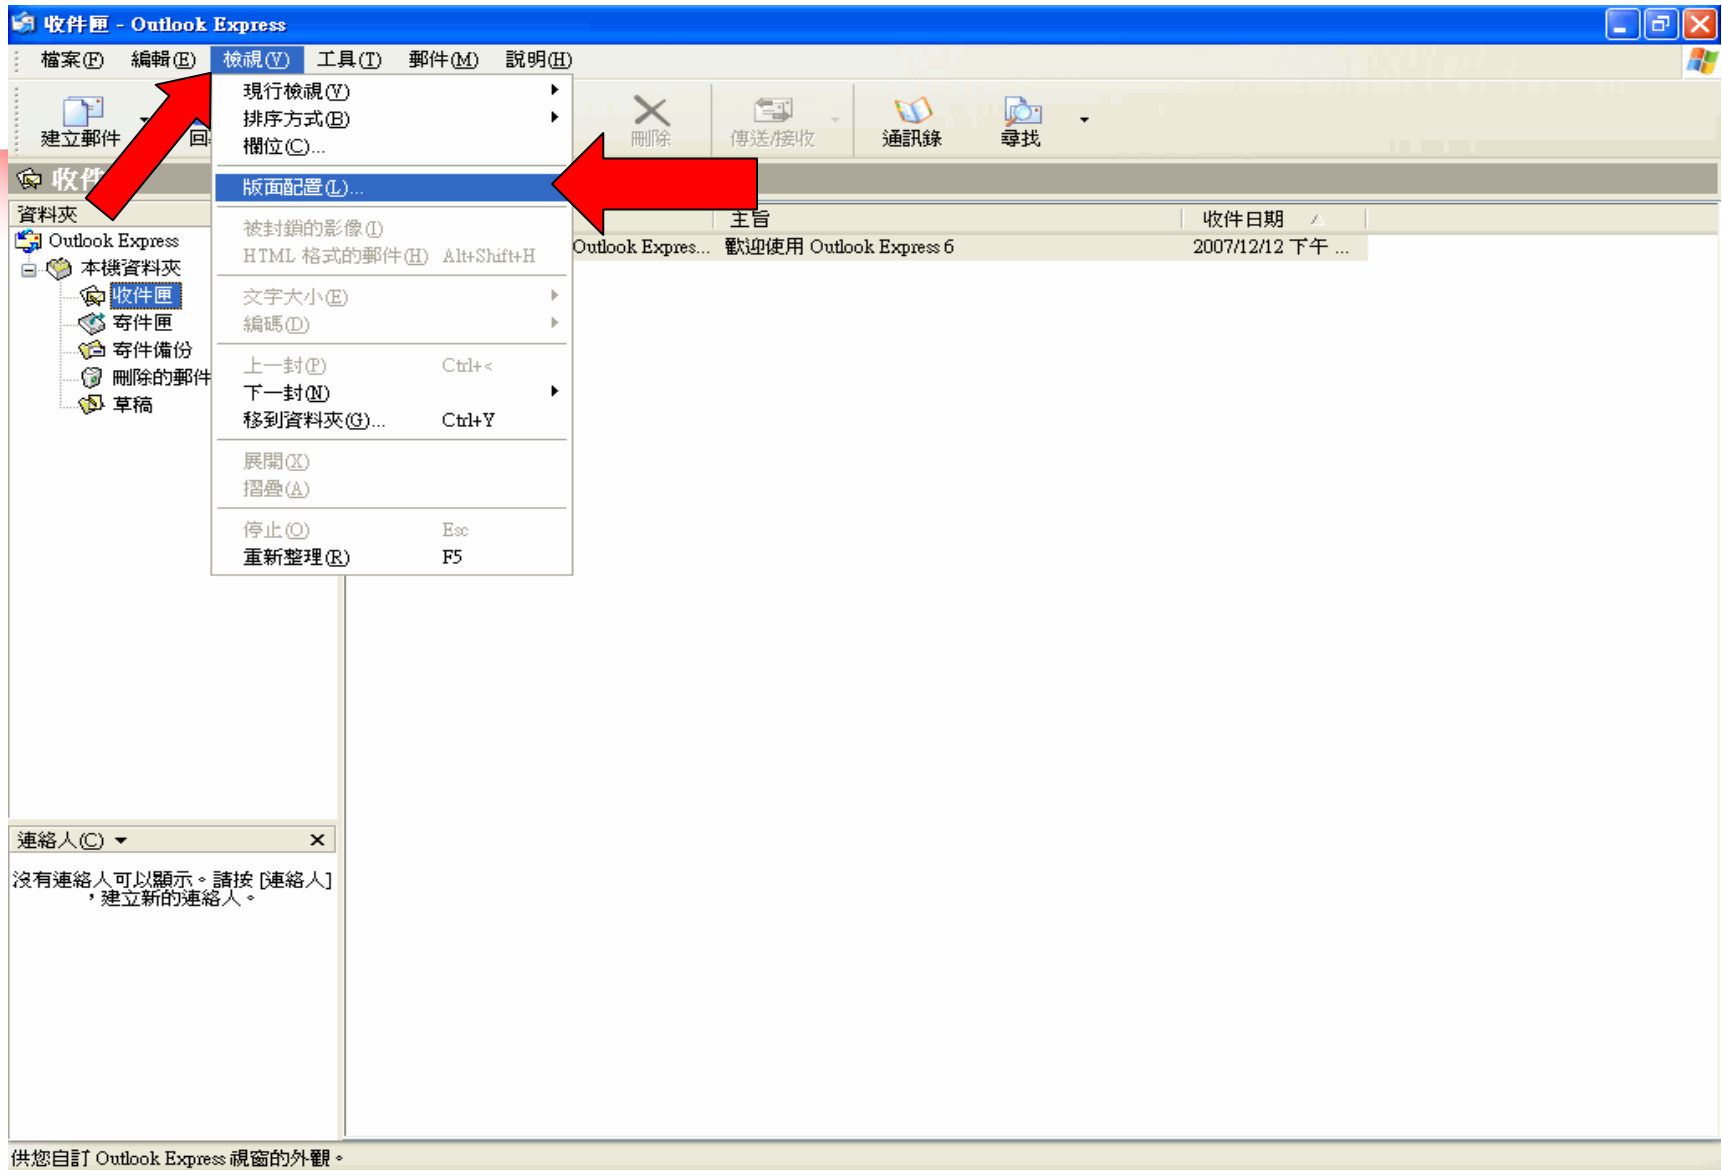 收件匣 - Outlook Express
檔案(F) 編輯(E) 檢視(V) 工具(T) 郵件(M) 說明(H)
現行檢視(V)
排序方式(B)
欄位(C)...
版面配置(L)...
被封鎖的影像(I)
HTML 格式的郵件(H) Alt+Shift+H
文字大小(E)
編碼(D)
上一封(P) Ctrl+<
下一封(N)
移到資料夾(G)... Ctrl+Y
展開(X)
摺疊(A)
停止(O) Esc
重新整理(R) F5
建立郵件 回 刪除 傳送/接收 通訊錄 尋找
收件
資料夾
Outlook Express
本機資料夾
收件匣
寄件匣
寄件備份
刪除的郵件
草稿
主旨 收件日期
Outlook Expres... 歡迎使用 Outlook Express 6 2007/12/12 下午 ...
連絡人(C)
沒有連絡人可以顯示。請按 [連絡人]
，建立新的連絡人。
供您自訂 Outlook Express 視窗的外觀。